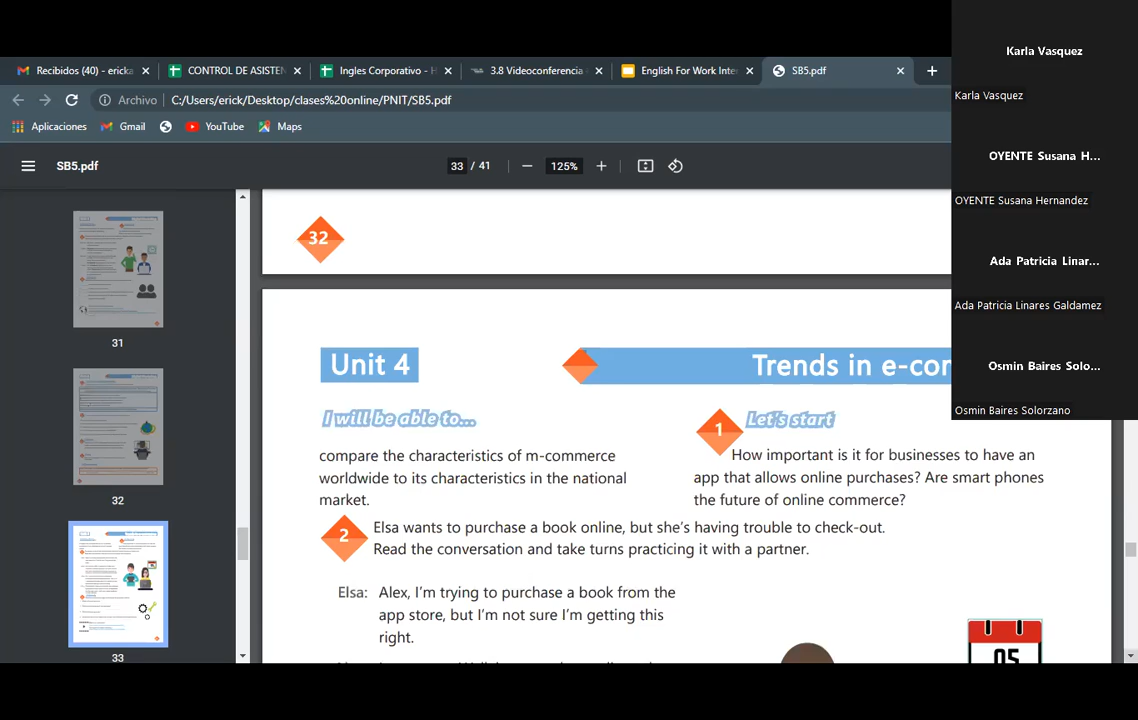 Karla Vasquez
Karla Vasquez
OYENTE Susana H...
OYENTE Susana Hernandez
Ada Patricia Linar...
Ada Patricia Linares Galdamez
Osmin Baires Solo...
Osmin Baires Solorzano
Recibidos (40) - ericka
CONTROL DE ASISTEN
Ingles Corporativo - H
3.8 Videoconferencia
English For Work Inte
SB5.pdf
Archivo
C:/Users/erick/Desktop/clases%20online/PNIT/SB5.pdf
Aplicaciones
Gmail
YouTube
Maps
SB5.pdf
33 / 41
125%
31
32
33
32
Unit 4
Trends in e-con
I will be able to...
compare the characteristics of m-commerce
worldwide to its characteristics in the national
market.
1
Let's start
How important is it for businesses to have an
app that allows online purchases? Are smart phones
the future of online commerce?
2
Elsa wants to purchase a book online, but she's having trouble to check-out.
Read the conversation and take turns practicing it with a partner.
Elsa:
Alex, I'm trying to purchase a book from the
app store, but I'm not sure I'm getting this
right.
05